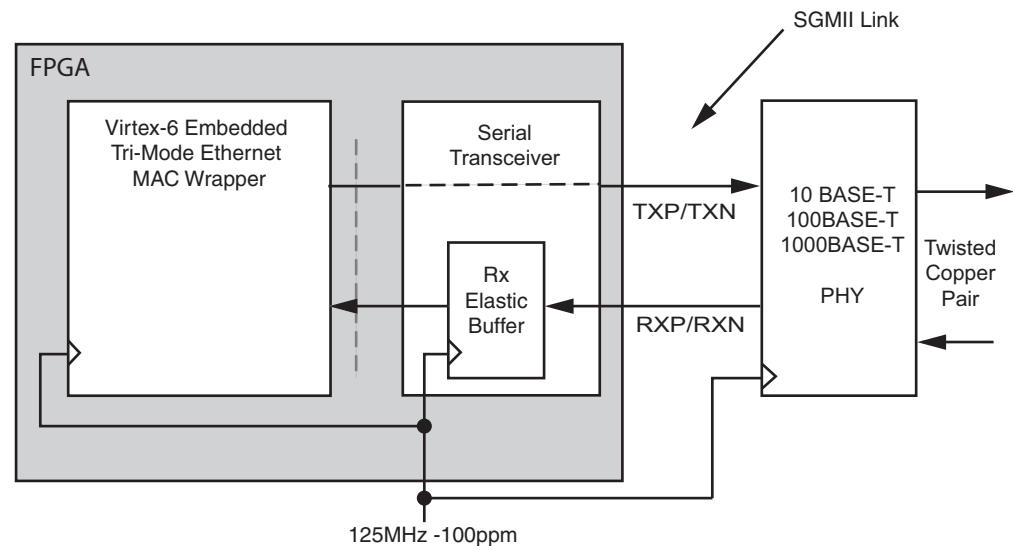 SGMII Link
FPGA
Virtex-6 Embedded
Tri-Mode Ethernet
MAC Wrapper
Serial
Transceiver
TXP/TXN
10 BASE-T
100BASE-T
1000BASE-T
PHY
Twisted
Copper
Pair
Rx
Elastic
Buffer
RXP/RXN
125MHz -100ppm